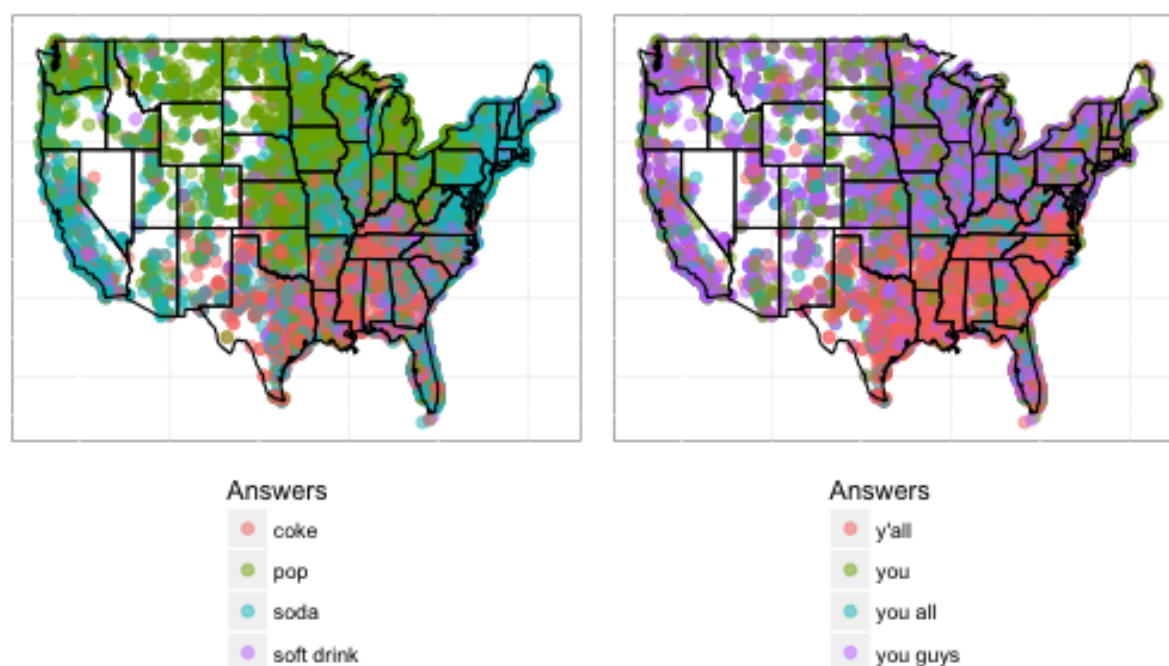 Answers
coke
pop
soda
soft drink
Answers
y'all
you
you all
you guys